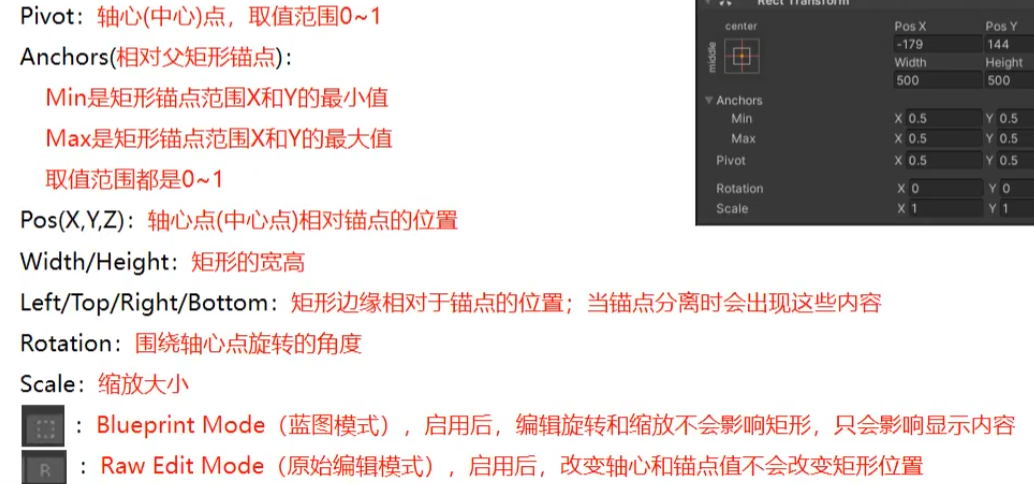 Pivot：轴心(中心)点，取值范围0~1
Anchors(相对父矩形锚点)：
Min是矩形锚点范围X和Y的最小值
Max是矩形锚点范围X和Y的最大值
取值范围都是0~1
Pos(X,Y,Z)：轴心点(中心点)相对锚点的位置
Width/Height：矩形的宽高
Left/Top/Right/Bottom：矩形边缘相对于锚点的位置；当锚点分离时会出现这些内容
Rotation：围绕轴心点旋转的角度
Scale：缩放大小
：Blueprint Mode（蓝图模式），启用后，编辑旋转和缩放不会影响矩形，只会影响显示内容
R ：Raw Edit Mode（原始编辑模式），启用后，改变轴心和锚点值不会改变矩形位置
Rect Transform
center Pos X Pos Y
middle -179 144
Width Height
500 500
Anchors
Min X 0.5 Y 0.5
Max X 0.5 Y 0.5
Pivot X 0.5 Y 0.5
Rotation X 0 Y 0
Scale X 1 Y 1